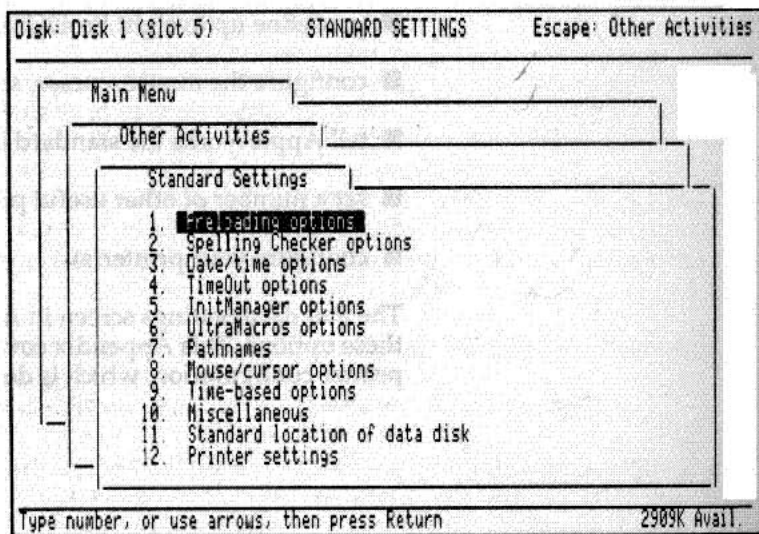 Disk: Disk 1 (Slot 5) STANDARD SETTINGS Escape: Other Activities
Main Menu
Other Activities
Standard Settings
1. Preloading options
2. Spelling Checker options
3. Date/time options
4. TimeOut options
5. InitManager options
6. UltraMacros options
7. Pathnames
8. Mouse/cursor options
9. Time-based options
10. Miscellaneous
11. Standard location of data disk
12. Printer settings
Type number, or use arrows, then press Return 2909K Avail.